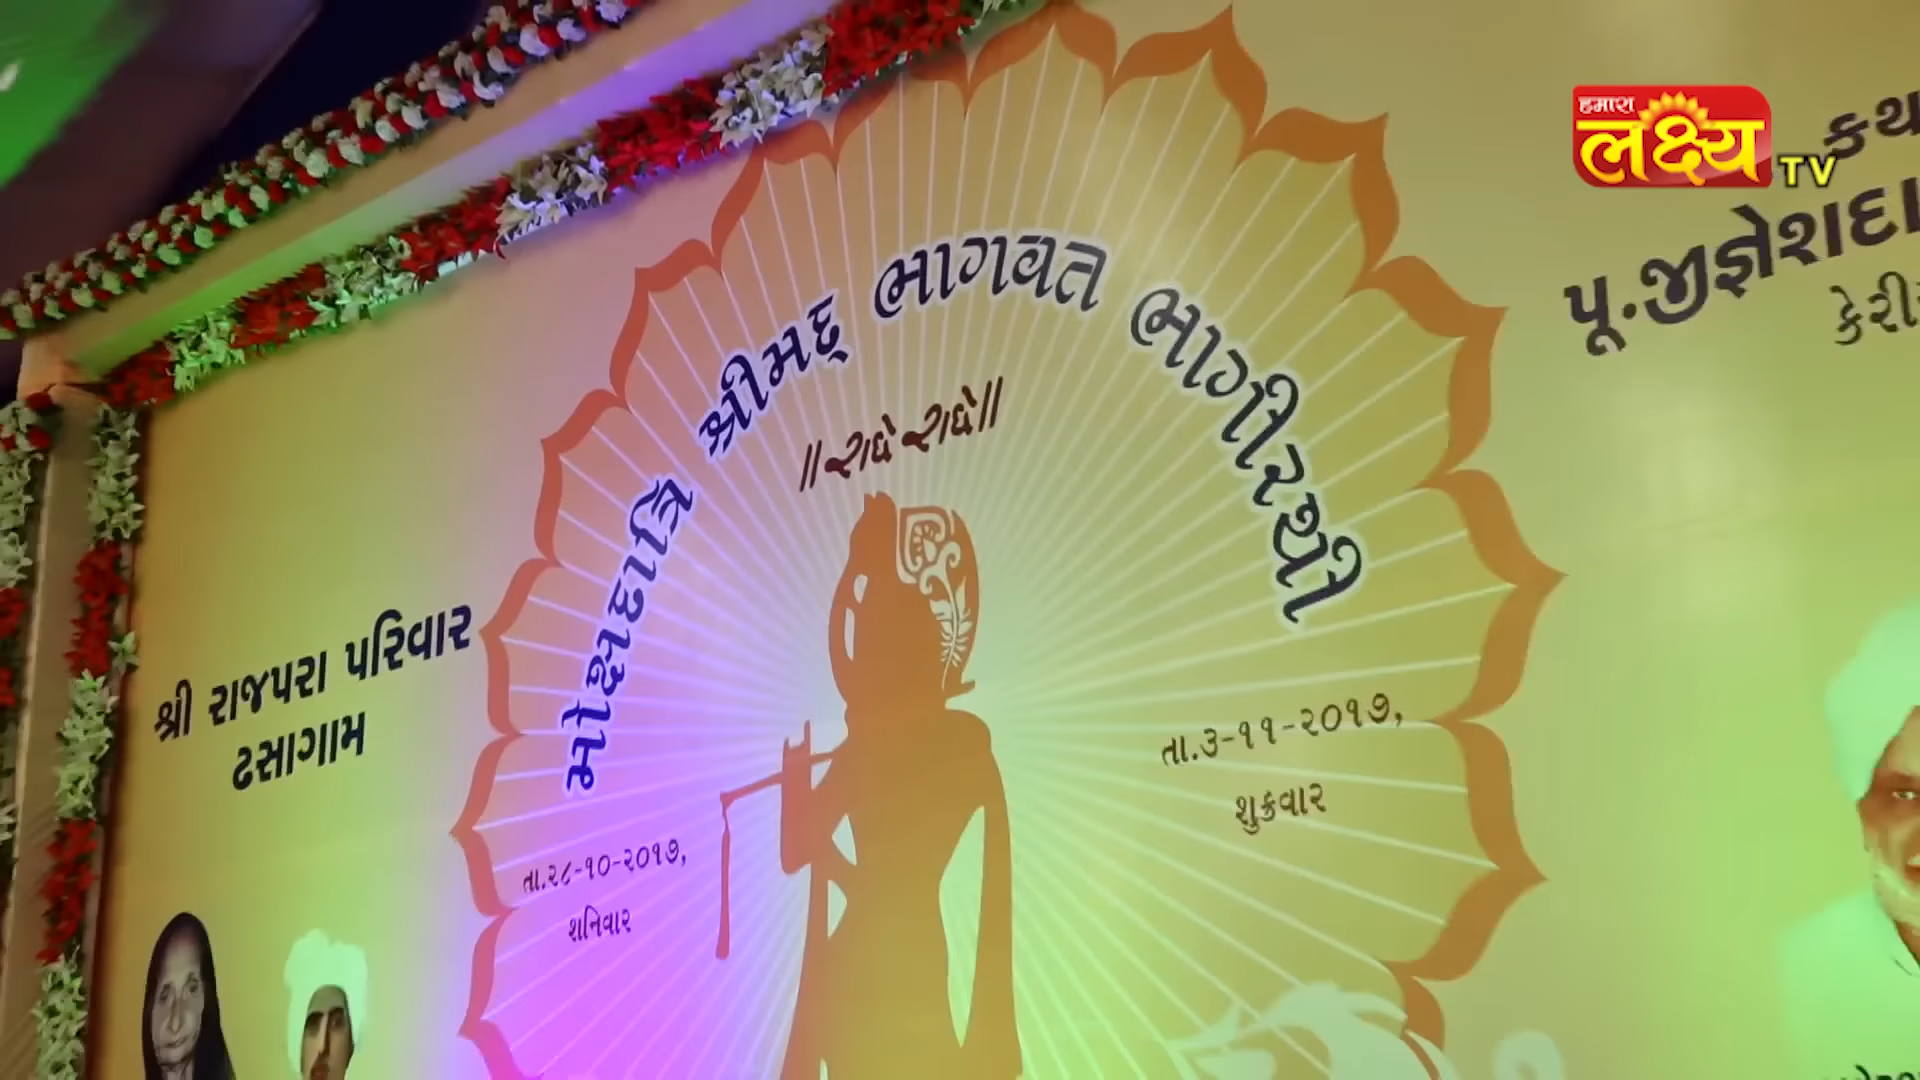 हमारा
लक्ष्य TV
મોક્ષદાત્રિ શ્રીમદ્ ભાગવત ભાગીરથી
॥રાધે રાધે॥
પૂ.જીજ્ઞેશદા
કેરી
શ્રી રાજપરા પરિવાર
ઢસાગામ
તા.૨૮-૧૦-૨૦૧૭,
શનિવાર
તા.૩-૧૧-૨૦૧૭,
શુક્રવાર